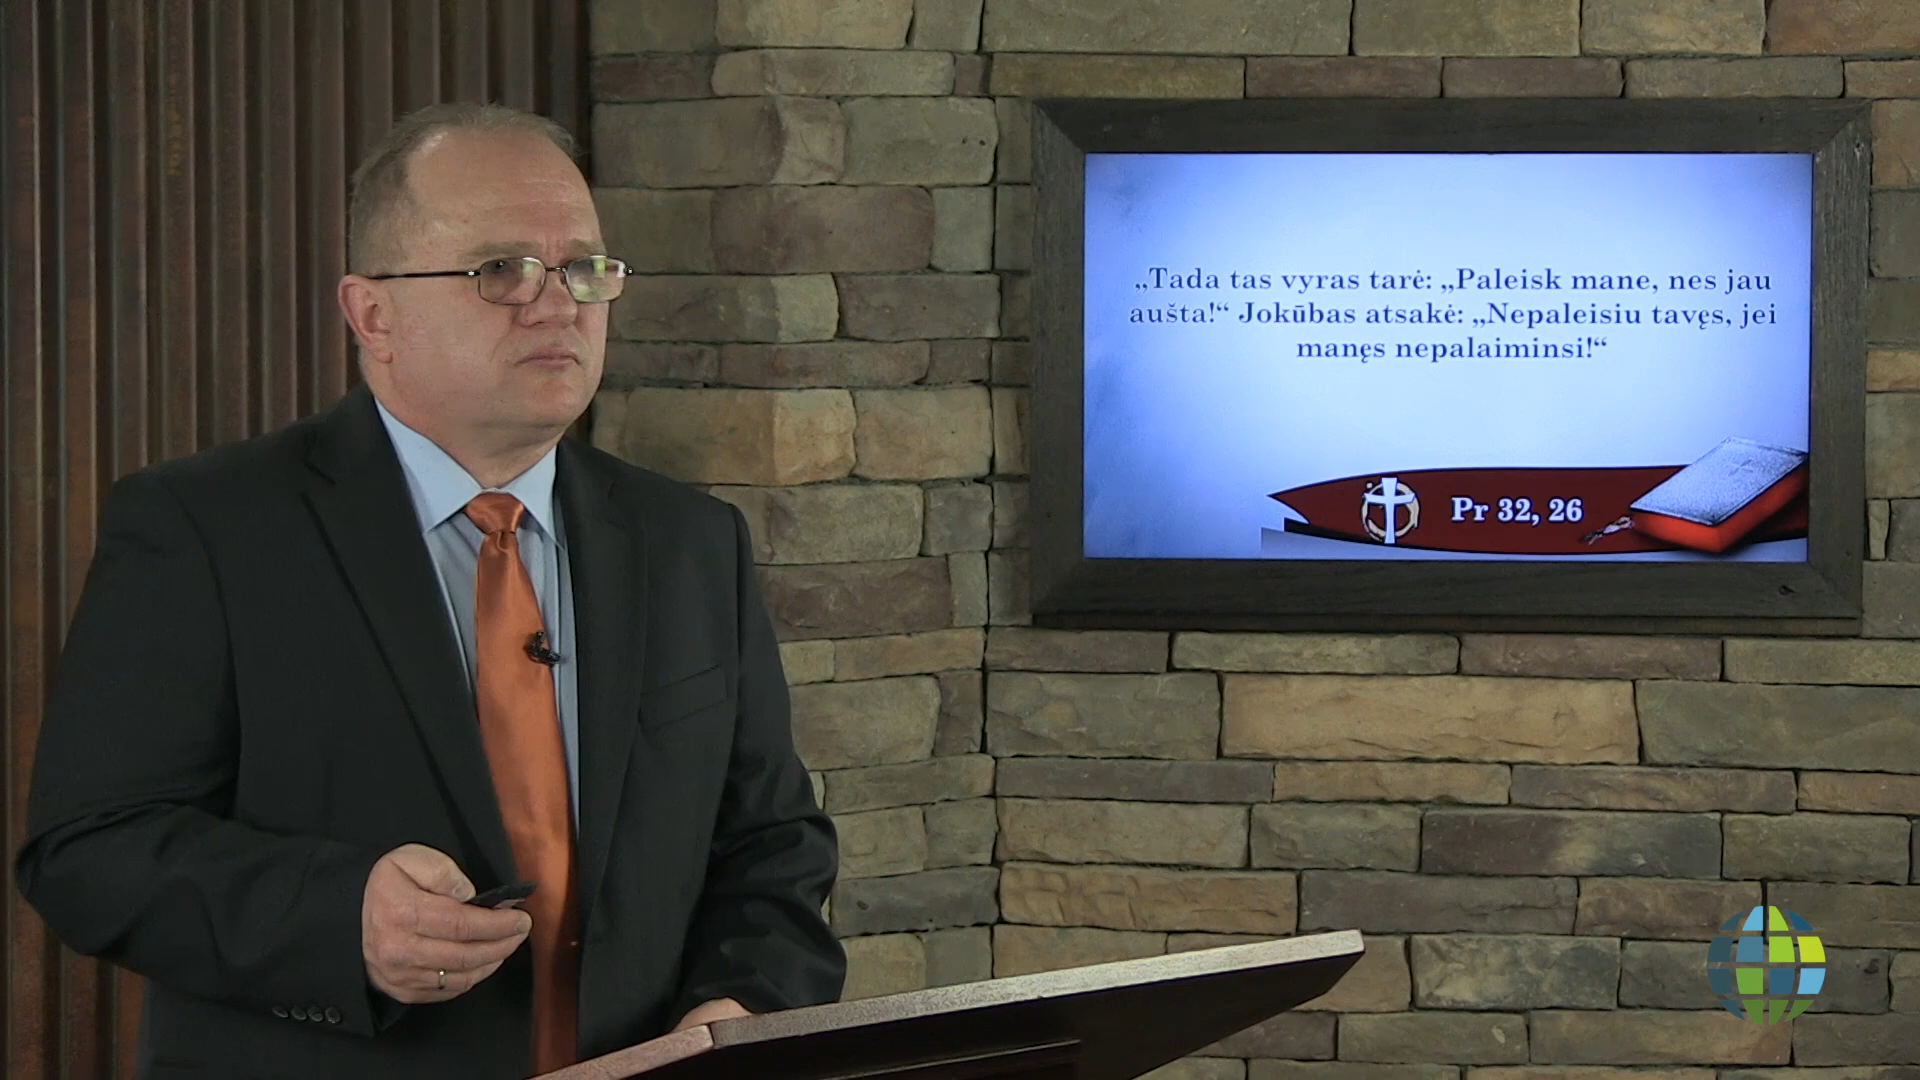 „Tada tas vyras tarė: „Paleisk mane, nes jau
aušta!“ Jokūbas atsakė: „Nepaleisiu tavęs, jei
manęs nepalaiminsi!“
Pr 32, 26